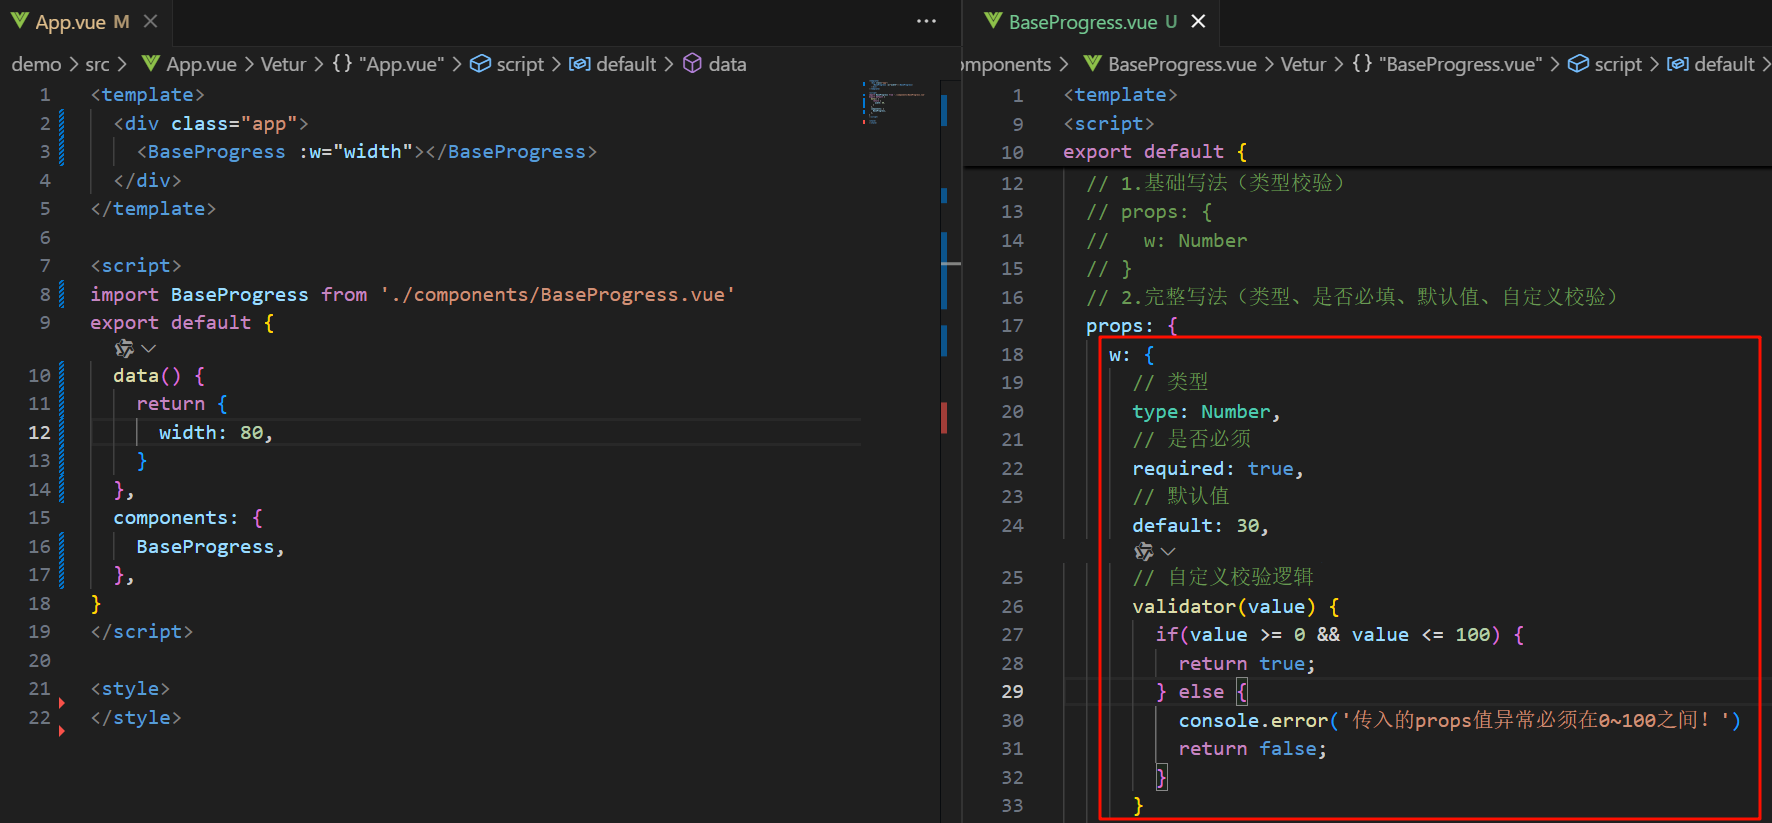 App.vue M
demo > src > App.vue > Vetur > {} "App.vue" > script > default > data
1 <template>
2 <div class="app">
3 <BaseProgress :w="width"></BaseProgress>
4 </div>
5 </template>
6
7 <script>
8 import BaseProgress from './components/BaseProgress.vue'
9 export default {
10 data() {
11 return {
12 width: 80,
13 }
14 },
15 components: {
16 BaseProgress,
17 },
18 }
19 </script>
20
21 <style>
22 </style>
BaseProgress.vue U
omponents > BaseProgress.vue > Vetur > {} "BaseProgress.vue" > script > default >
1 <template>
9 <script>
10 export default {
12 // 1.基础写法（类型校验）
13 // props: {
14 //   w: Number
15 // }
16 // 2.完整写法（类型、是否必填、默认值、自定义校验）
17 props: {
18 w: {
19 // 类型
20 type: Number,
21 // 是否必须
22 required: true,
23 // 默认值
24 default: 30,
25 // 自定义校验逻辑
26 validator(value) {
27 if(value >= 0 && value <= 100) {
28 return true;
29 } else {
30 console.error('传入的props值异常必须在0~100之间！')
31 return false;
32 }
33 }